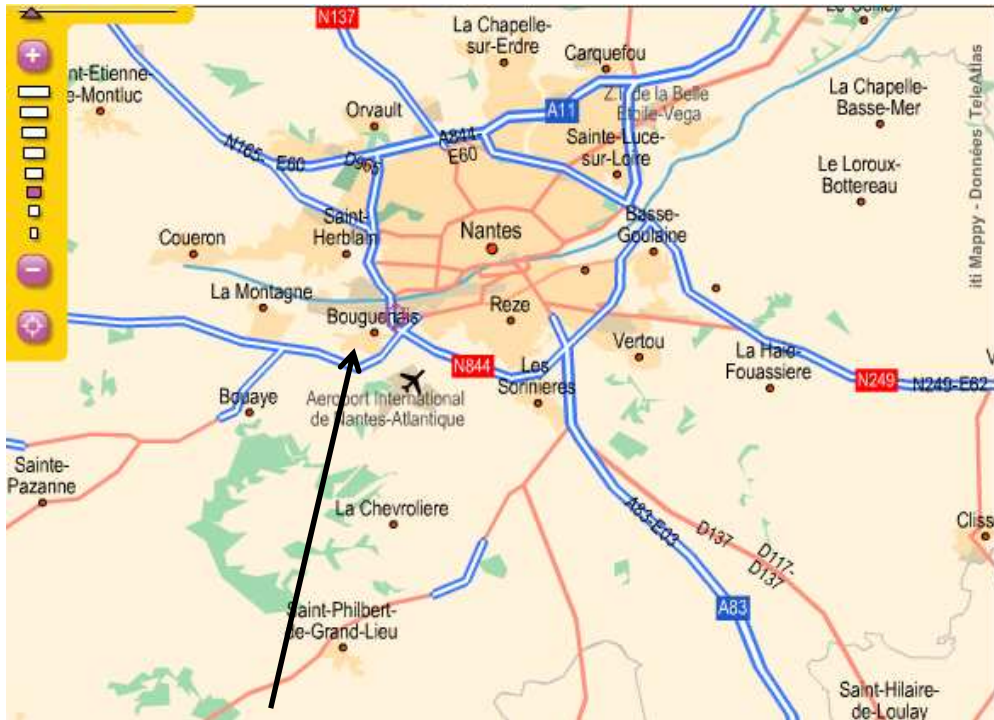 N137
La Chapelle-
sur-Erdre
Carquefou
nt-Etienne-
e-Montluc
Orvault
A11
Z.I. de la Belle
Etoile-Vega
La Chapelle-
Basse-Mer
A844-
E60
N165-
E60
D965
Sainte-Luce-
sur-Loire
Le Loroux-
Bottereau
iti Mappy - Données TeleAtlas
Saint-
Herblain
Nantes
Basse-
Goulaine
Coueron
La Montagne
Bouguenais
Reze
Vertou
La Haie-
Fouassiere
N844
Les
Sorinieres
N249
N249-E62
V
Bouaye
Aeroport International
de Nantes-Atlantique
Sainte-
Pazanne
La Chevroliere
A83-E03
D137
D117-
D137
Cliss
A83
Saint-Philbert-
de-Grand-Lieu
Saint-Hilaire-
de-Loulay